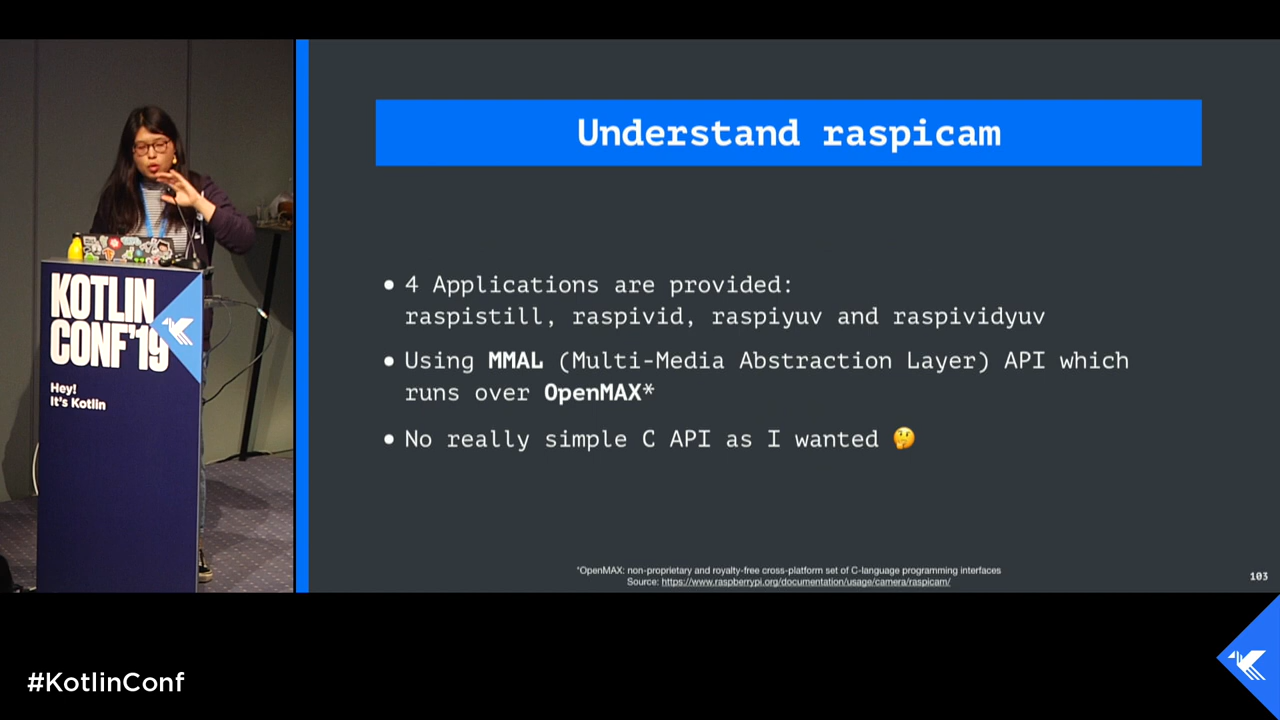 Understand raspicam
● 4 Applications are provided:
raspistill, raspivid, raspiyuv and raspividyuv
● Using MMAL (Multi-Media Abstraction Layer) API which
runs over OpenMAX*
● No really simple C API as I wanted 🤔
*OpenMAX: non-proprietary and royalty-free cross-platform set of C-language programming interfaces
Source: https://www.raspberrypi.org/documentation/usage/camera/raspicam/
103
KOTLIN
CONF'19
Hey!
It's Kotlin
#KotlinConf